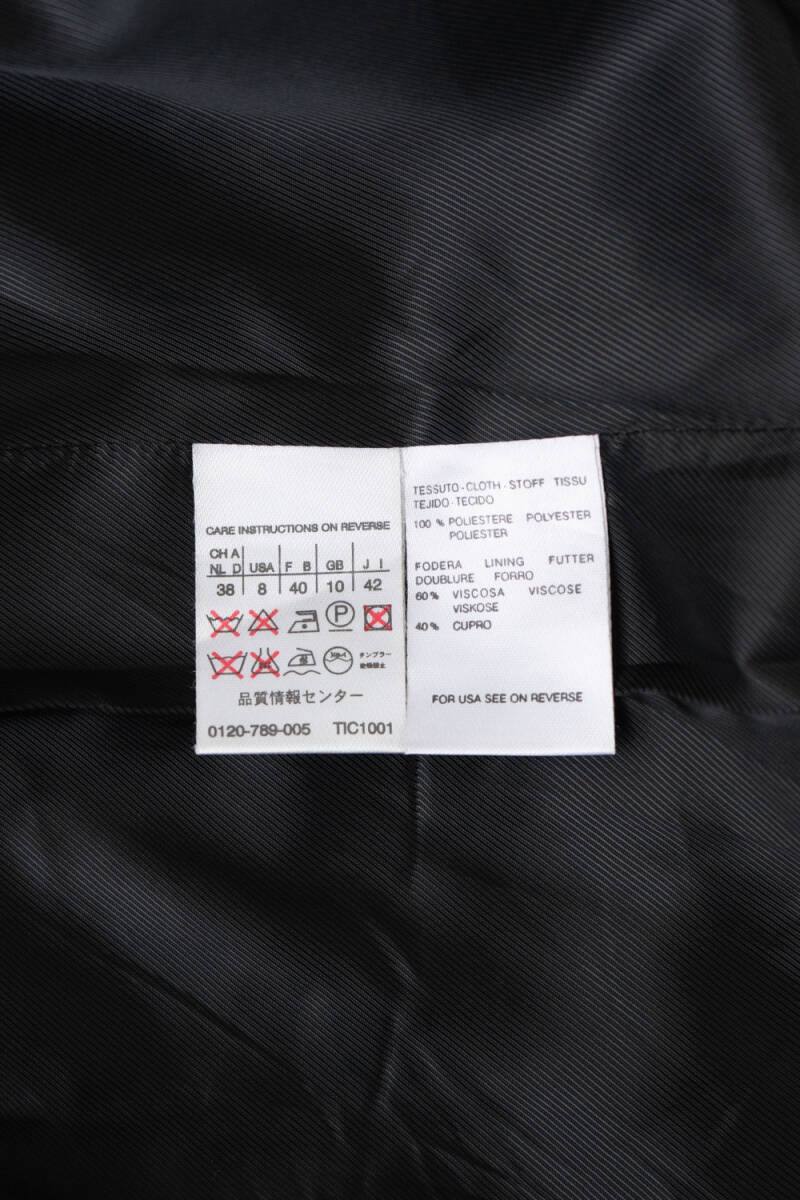 CARE INSTRUCTIONS ON REVERSE
CH A USA F B GB J I
NL D
38 8 40 10 42
P
タンブラー
乾燥禁止
品質情報センター
0120-789-005 TIC1001
TESSUTO·CLOTH·STOFF TISSU
TEJIDO·TECIDO
100 % POLIESTERE POLYESTER
POLIESTER
FODERA LINING FUTTER
DOUBLURE FORRO
60% VISCOSA VISCOSE
VISKOSE
40% CUPRO
FOR USA SEE ON REVERSE